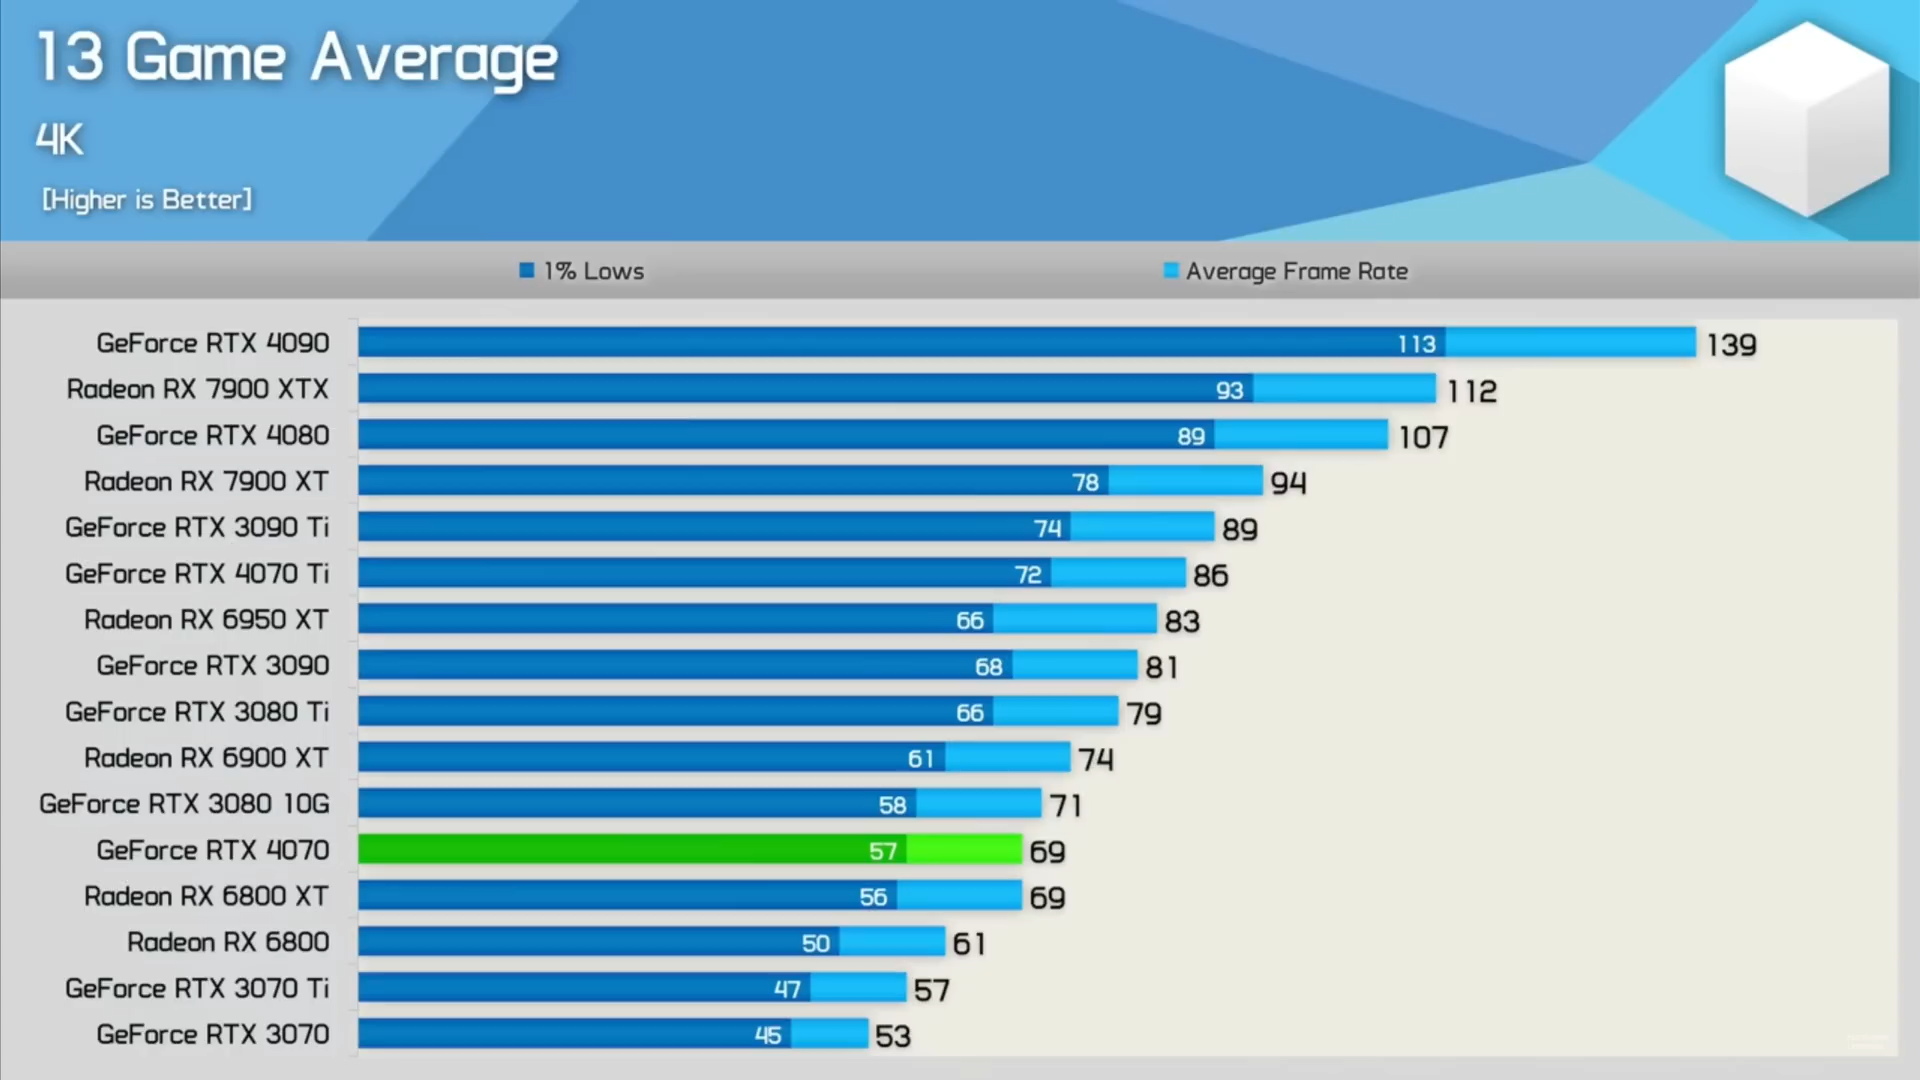 13 Game Average
4K
[Higher is Better]
1% Lows
Average Frame Rate
GeForce RTX 4090 113 139
Radeon RX 7900 XTX 93 112
GeForce RTX 4080 89 107
Radeon RX 7900 XT 78 94
GeForce RTX 3090 Ti 74 89
GeForce RTX 4070 Ti 72 86
Radeon RX 6950 XT 66 83
GeForce RTX 3090 68 81
GeForce RTX 3080 Ti 66 79
Radeon RX 6900 XT 61 74
GeForce RTX 3080 10G 58 71
GeForce RTX 4070 57 69
Radeon RX 6800 XT 56 69
Radeon RX 6800 50 61
GeForce RTX 3070 Ti 47 57
GeForce RTX 3070 45 53